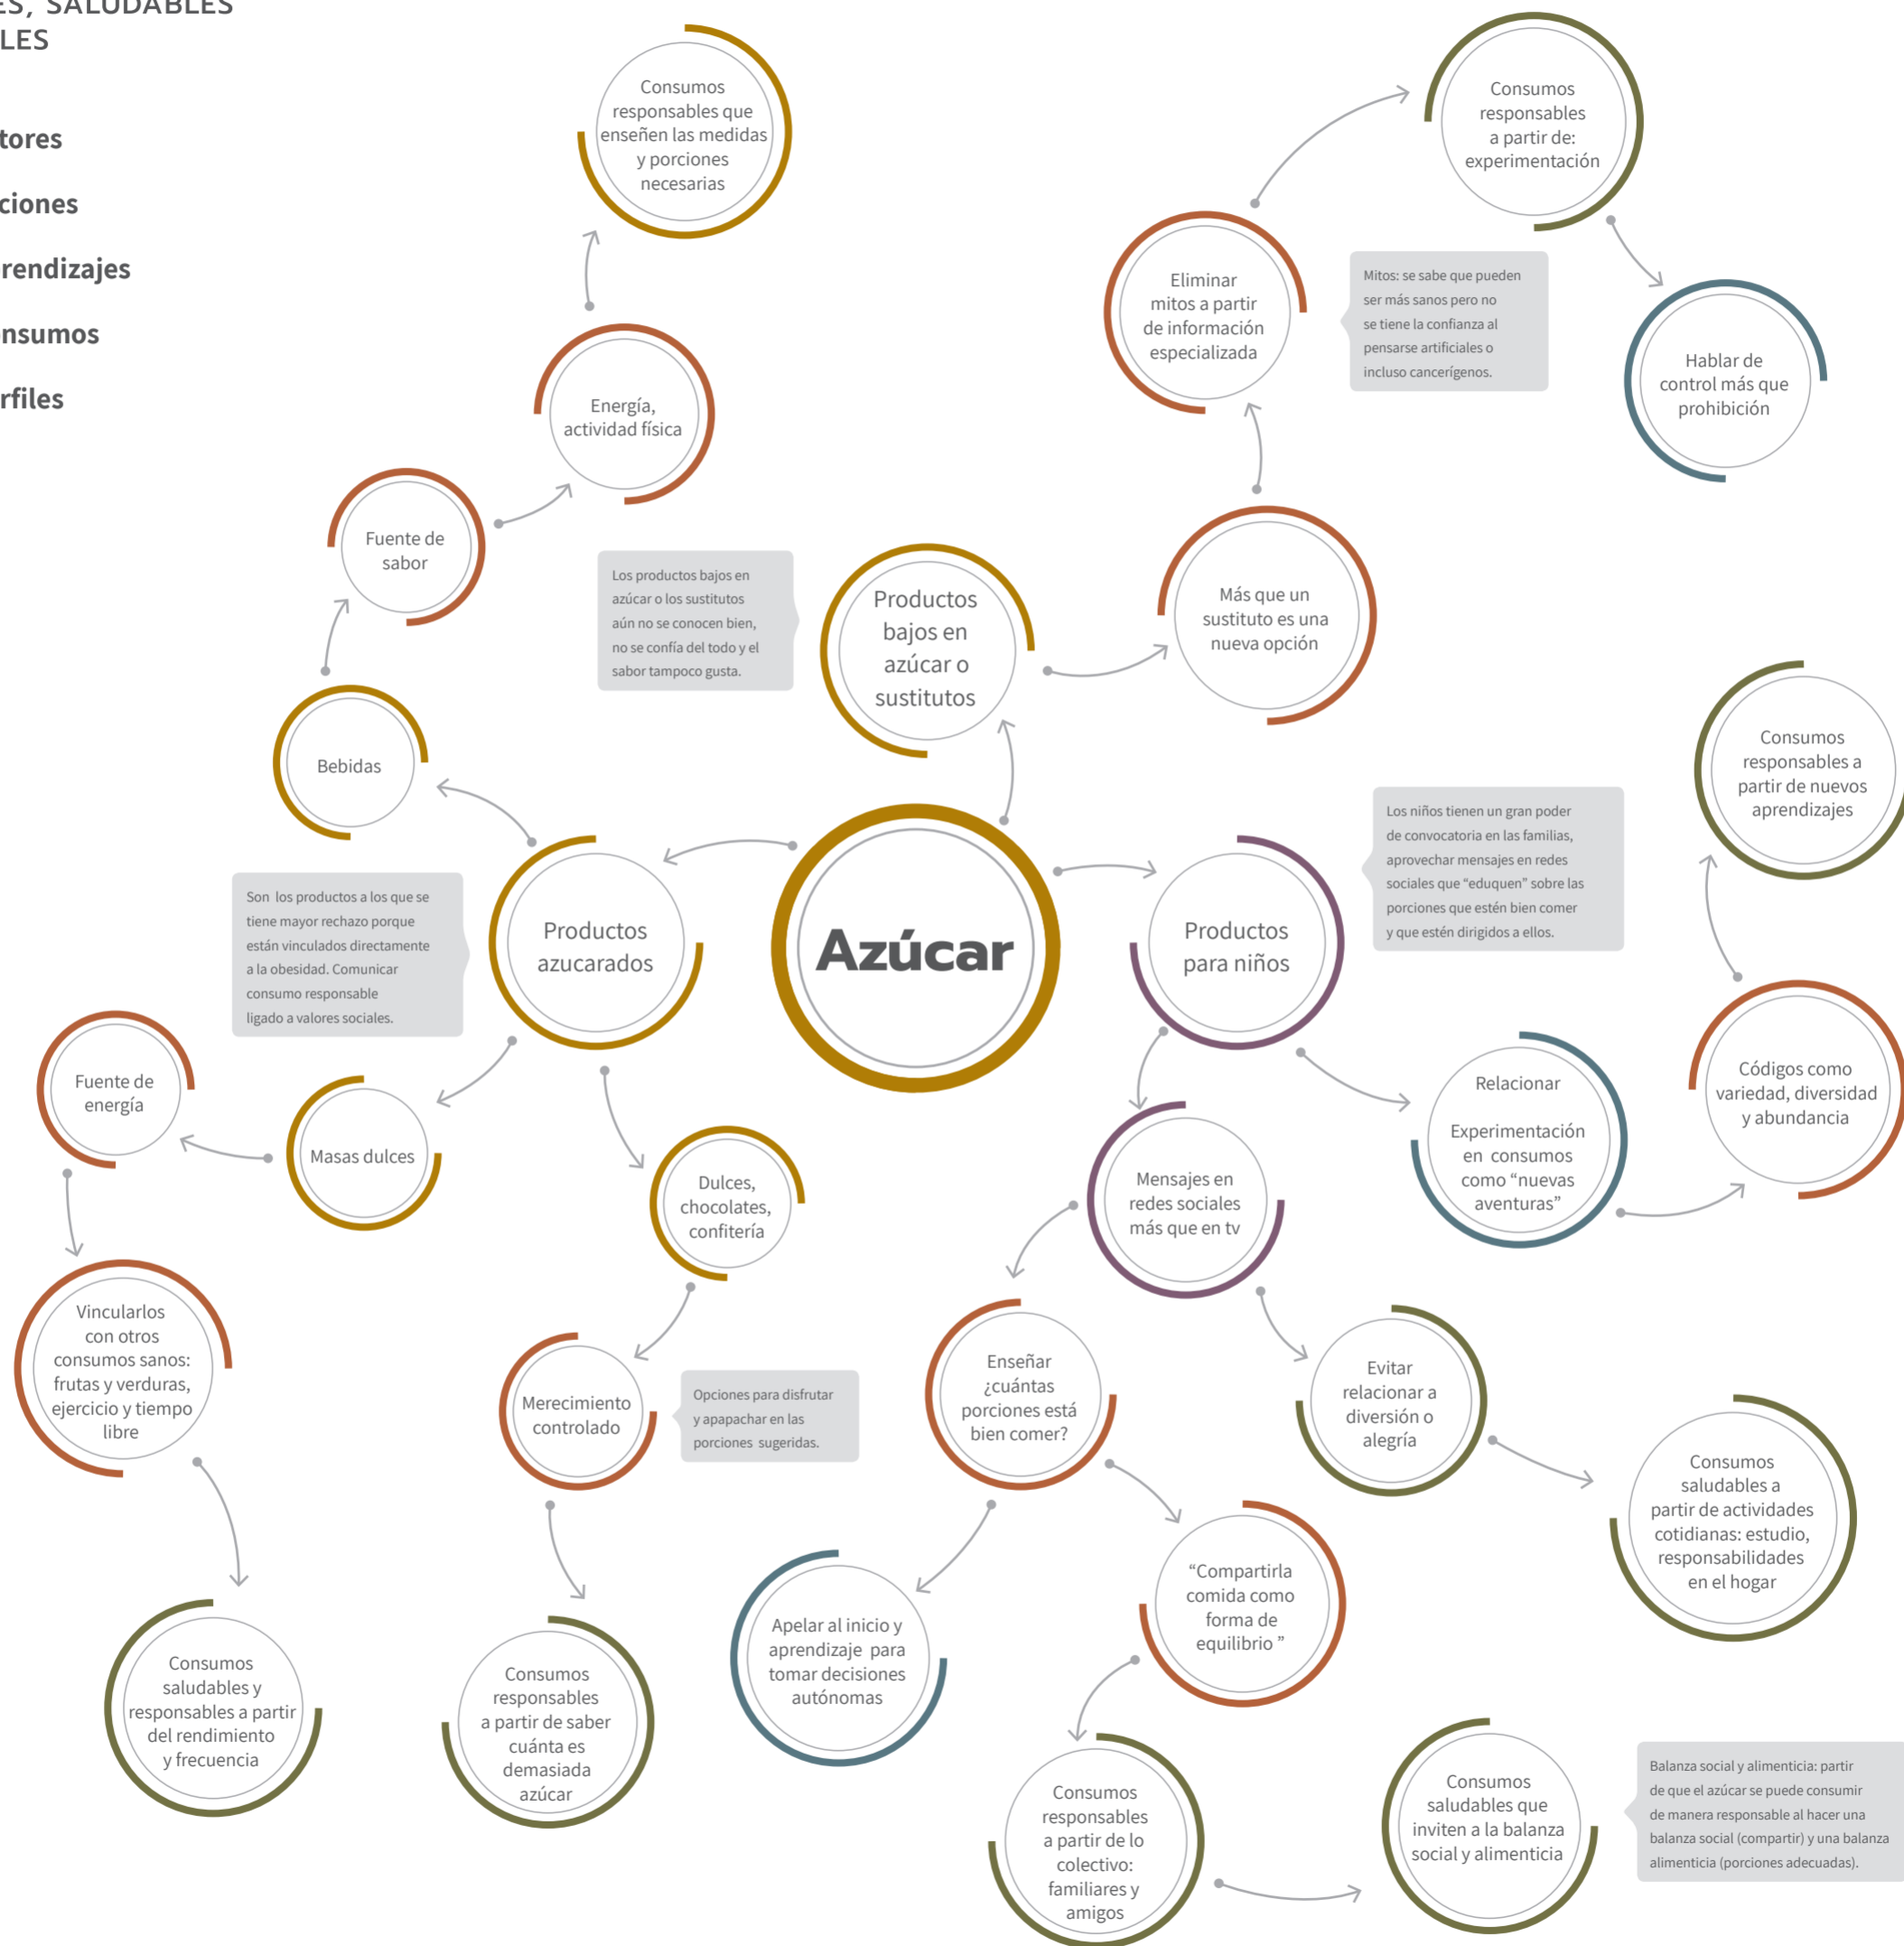 ES, SALUDABLES
LES
tores
ciones
rendizajes
nsumos
rfiles
Consumos
responsables que
enseñen las medidas
y porciones
necesarias
Energía,
actividad física
Fuente de
sabor
Bebidas
Consumos
responsables
a partir de:
experimentación
Eliminar
mitos a partir
de información
especializada
Mitos: se sabe que pueden
ser más sanos pero no
se tiene la confianza al
pensarse artificiales o
incluso cancerígenos.
Hablar de
control más que
prohibición
Los productos bajos en
azúcar o los sustitutos
aún no se conocen bien,
no se confía del todo y el
sabor tampoco gusta.
Productos
bajos en
azúcar o
sustitutos
Más que un
sustituto es una
nueva opción
Consumos
responsables a
partir de nuevos
aprendizajes
Los niños tienen un gran poder
de convocatoria en las familias,
aprovechar mensajes en redes
sociales que “eduquen” sobre las
porciones que estén bien comer
y que estén dirigidos a ellos.
Son los productos a los que se
tiene mayor rechazo porque
están vinculados directamente
a la obesidad. Comunicar
consumo responsable
ligado a valores sociales.
Productos
azucarados
Azúcar
Productos
para niños
Fuente de
energía
Masas dulces
Dulces,
chocolates,
confitería
Mensajes en
redes sociales
más que en tv
Relacionar
Experimentación
en consumos
como “nuevas
aventuras”
Códigos como
variedad, diversidad
y abundancia
Vincularlos
con otros
consumos sanos:
frutas y verduras,
ejercicio y tiempo
libre
Merecimiento
controlado
Opciones para disfrutar
y apapachar en las
porciones sugeridas.
Enseñar
¿cuántas
porciones está
bien comer?
Evitar
relacionar a
diversión o
alegría
Consumos
saludables a
partir de actividades
cotidianas: estudio,
responsabilidades
en el hogar
“Compartirla
comida como
forma de
equilibrio ”
Apelar al inicio y
aprendizaje para
tomar decisiones
autónomas
Consumos
saludables y
responsables a partir
del rendimiento
y frecuencia
Consumos
responsables
a partir de saber
cuánta es
demasiada
azúcar
Consumos
responsables
a partir de lo
colectivo:
familiares y
amigos
Consumos
saludables que
inviten a la balanza
social y alimenticia
Balanza social y alimenticia: partir
de que el azúcar se puede consumir
de manera responsable al hacer una
balanza social (compartir) y una balanza
alimenticia (porciones adecuadas).